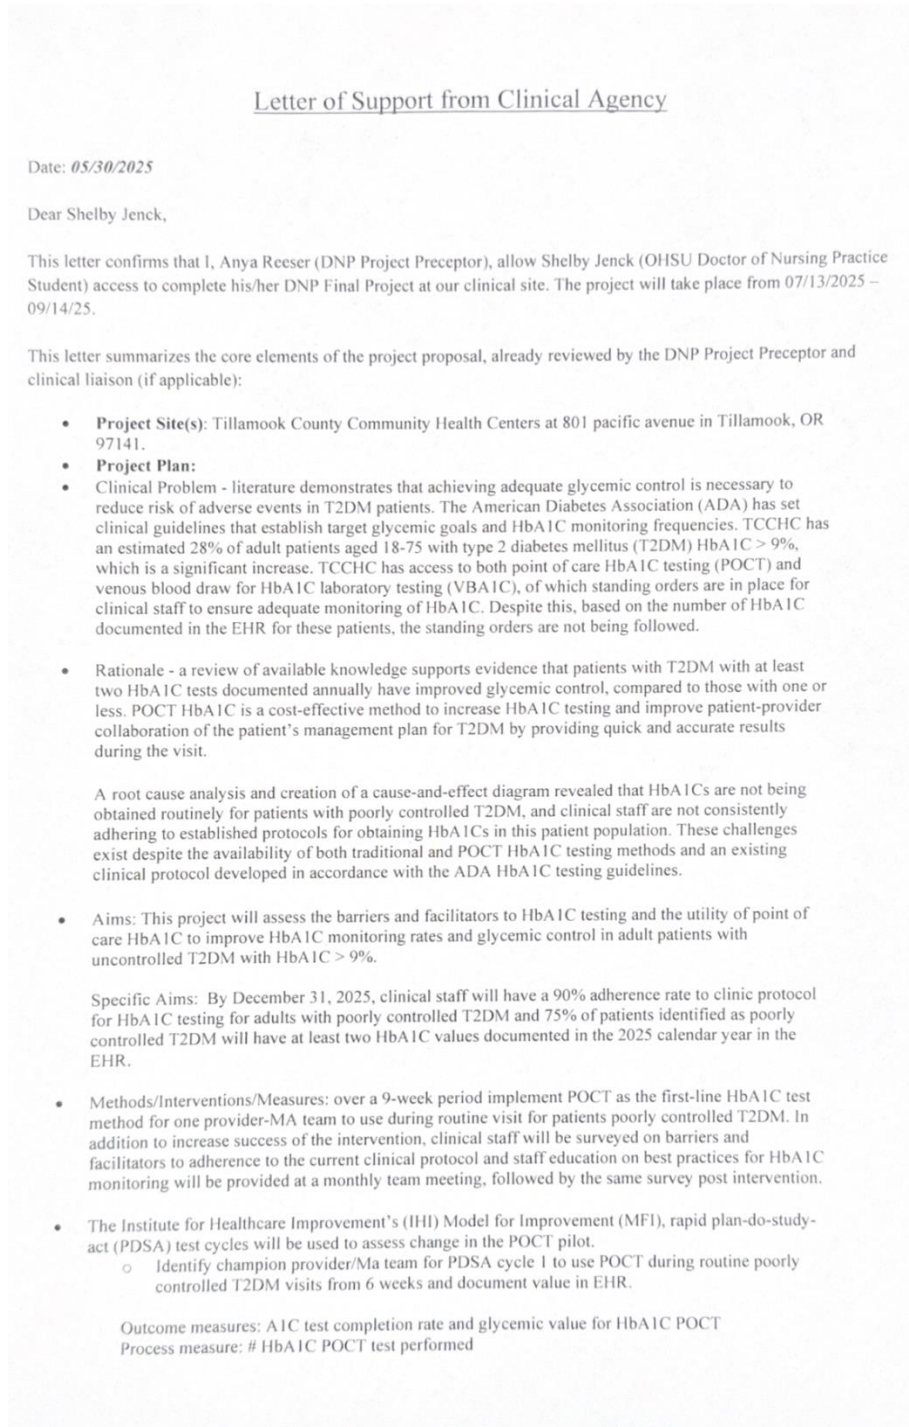 Letter of Support from Clinical Agency
Date: 05/30/2025
Dear Shelby Jenck,
This letter confirms that I, Anya Reeser (DNP Project Preceptor), allow Shelby Jenck (OHSU Doctor of Nursing Practice
Student) access to complete his/her DNP Final Project at our clinical site. The project will take place from 07/13/2025 –
09/14/25.
This letter summarizes the core elements of the project proposal, already reviewed by the DNP Project Preceptor and
clinical liaison (if applicable):
• Project Site(s): Tillamook County Community Health Centers at 801 pacific avenue in Tillamook, OR
97141.
• Project Plan:
• Clinical Problem - literature demonstrates that achieving adequate glycemic control is necessary to
reduce risk of adverse events in T2DM patients. The American Diabetes Association (ADA) has set
clinical guidelines that establish target glycemic goals and HbA1C monitoring frequencies. TCCHC has
an estimated 28% of adult patients aged 18-75 with type 2 diabetes mellitus (T2DM) HbA1C > 9%,
which is a significant increase. TCCHC has access to both point of care HbA1C testing (POCT) and
venous blood draw for HbA1C laboratory testing (VBA1C), of which standing orders are in place for
clinical staff to ensure adequate monitoring of HbA1C. Despite this, based on the number of HbA1C
documented in the EHR for these patients, the standing orders are not being followed.
• Rationale - a review of available knowledge supports evidence that patients with T2DM with at least
two HbA1C tests documented annually have improved glycemic control, compared to those with one or
less. POCT HbA1C is a cost-effective method to increase HbA1C testing and improve patient-provider
collaboration of the patient's management plan for T2DM by providing quick and accurate results
during the visit.
A root cause analysis and creation of a cause-and-effect diagram revealed that HbA1Cs are not being
obtained routinely for patients with poorly controlled T2DM, and clinical staff are not consistently
adhering to established protocols for obtaining HbA1Cs in this patient population. These challenges
exist despite the availability of both traditional and POCT HbA1C testing methods and an existing
clinical protocol developed in accordance with the ADA HbA1C testing guidelines.
• Aims: This project will assess the barriers and facilitators to HbA1C testing and the utility of point of
care HbA1C to improve HbA1C monitoring rates and glycemic control in adult patients with
uncontrolled T2DM with HbA1C > 9%.
Specific Aims: By December 31, 2025, clinical staff will have a 90% adherence rate to clinic protocol
for HbA1C testing for adults with poorly controlled T2DM and 75% of patients identified as poorly
controlled T2DM will have at least two HbA1C values documented in the 2025 calendar year in the
EHR.
• Methods/Interventions/Measures: over a 9-week period implement POCT as the first-line HbA1C test
method for one provider-MA team to use during routine visit for patients poorly controlled T2DM. In
addition to increase success of the intervention, clinical staff will be surveyed on barriers and
facilitators to adherence to the current clinical protocol and staff education on best practices for HbA1C
monitoring will be provided at a monthly team meeting, followed by the same survey post intervention.
• The Institute for Healthcare Improvement's (IHI) Model for Improvement (MFI), rapid plan-do-study-
act (PDSA) test cycles will be used to assess change in the POCT pilot.
○ Identify champion provider/Ma team for PDSA cycle 1 to use POCT during routine poorly
controlled T2DM visits from 6 weeks and document value in EHR.
Outcome measures: A1C test completion rate and glycemic value for HbA1C POCT
Process measure: # HbA1C POCT test performed